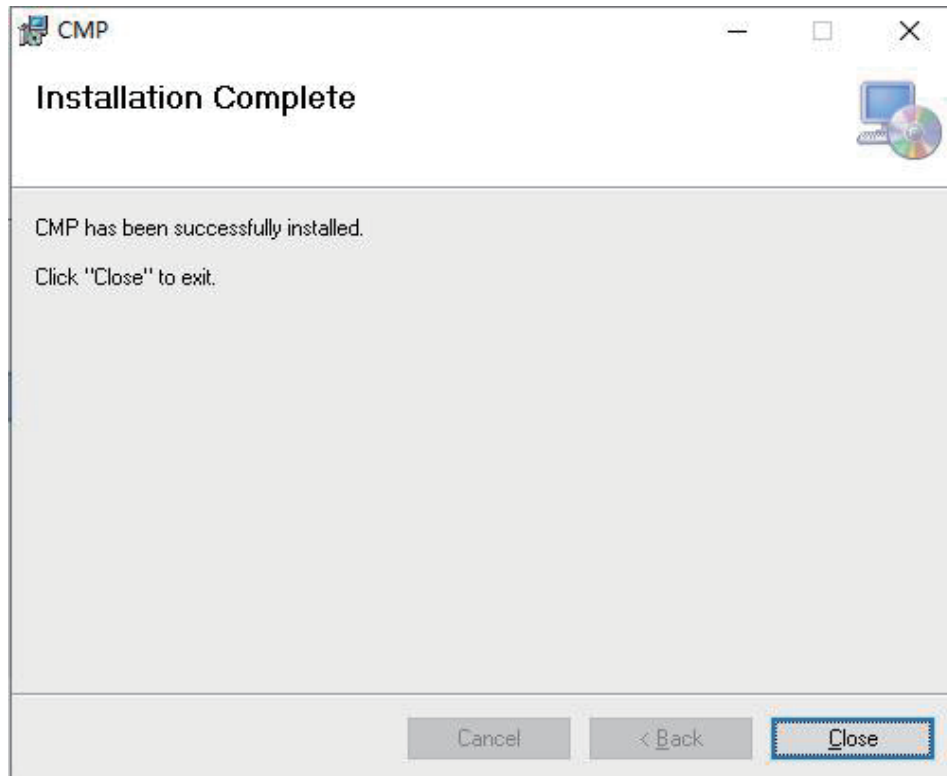 CMP
Installation Complete
CMP has been successfully installed.
Click "Close" to exit.
Cancel
< Back
Close